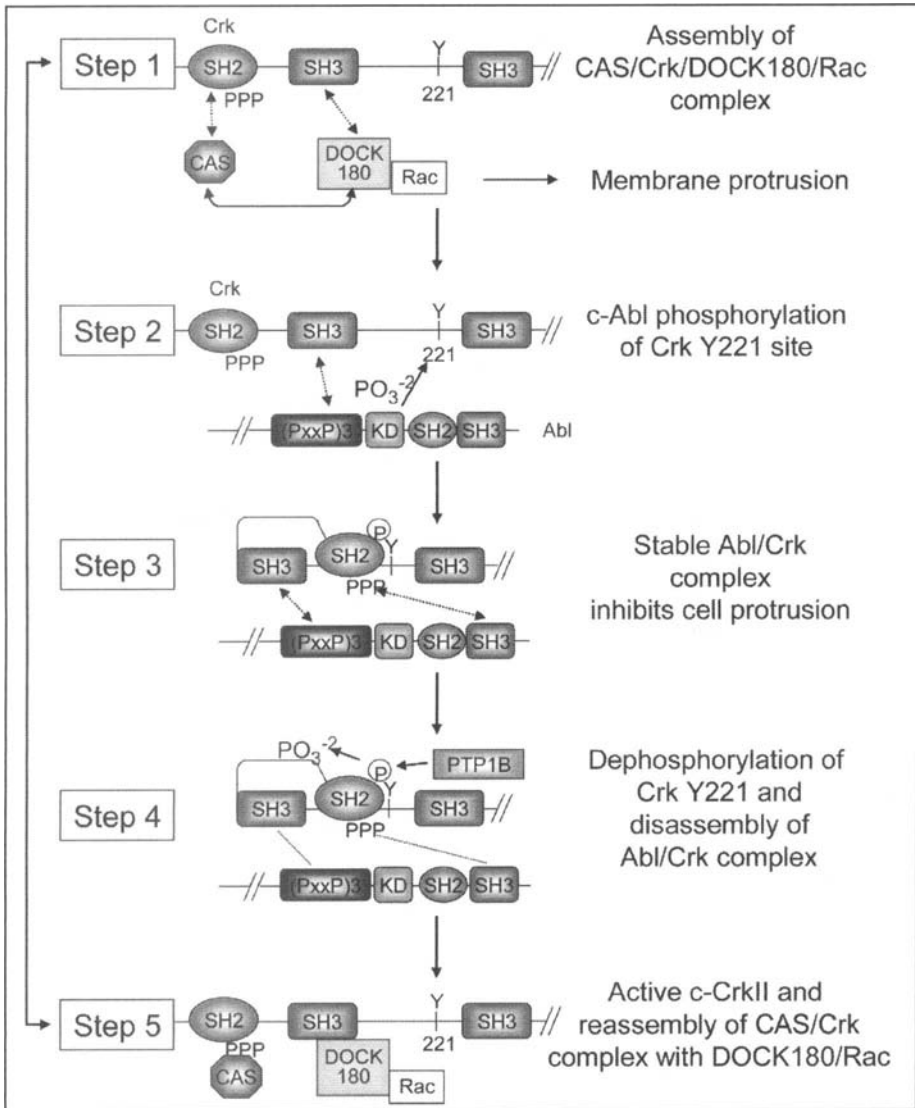 Crk
Step 1
SH2
SH3
Y
SH3
PPP
221
Assembly of
CAS/Crk/DOCK180/Rac
complex
CAS
DOCK
180
Rac
Membrane protrusion
Crk
Step 2
SH2
SH3
Y
SH3
PPP
221
c-Abl phosphorylation
of Crk Y221 site
PO3-2
(PxxP)3
KD
SH2
SH3
Abl
Step 3
SH3
SH2
P
Y
SH3
PPP
Stable Abl/Crk
complex
inhibits cell protrusion
(PxxP)3
KD
SH2
SH3
Step 4
PO3-2
P
PTP1B
SH3
SH2
Y
SH3
PPP
Dephosphorylation of
Crk Y221 and
disassembly of
Abl/Crk complex
(PxxP)3
KD
SH2
SH3
Step 5
SH2
SH3
Y
SH3
PPP
221
CAS
DOCK
180
Rac
Active c-CrkII and
reassembly of CAS/Crk
complex with DOCK180/Rac